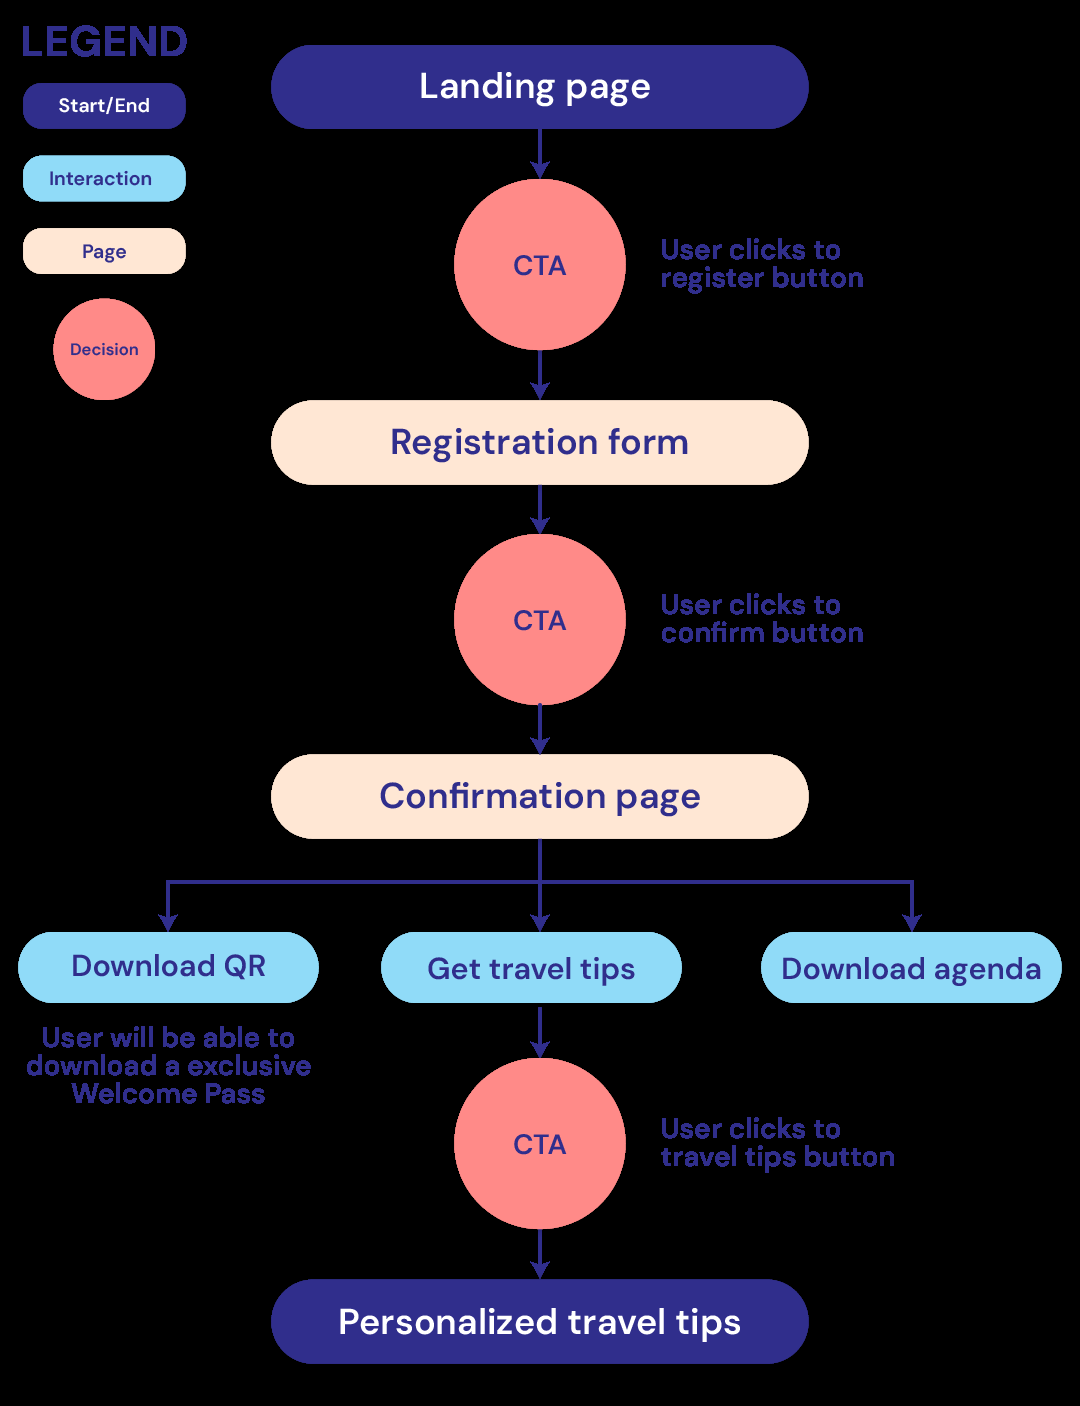 LEGEND
Start/End
Interaction
Page
Decision
Landing page
CTA
User clicks to
register button
Registration form
CTA
User clicks to
confirm button
Confirmation page
Download QR
Get travel tips
Download agenda
User will be able to
download a exclusive
Welcome Pass
CTA
User clicks to
travel tips button
Personalized travel tips